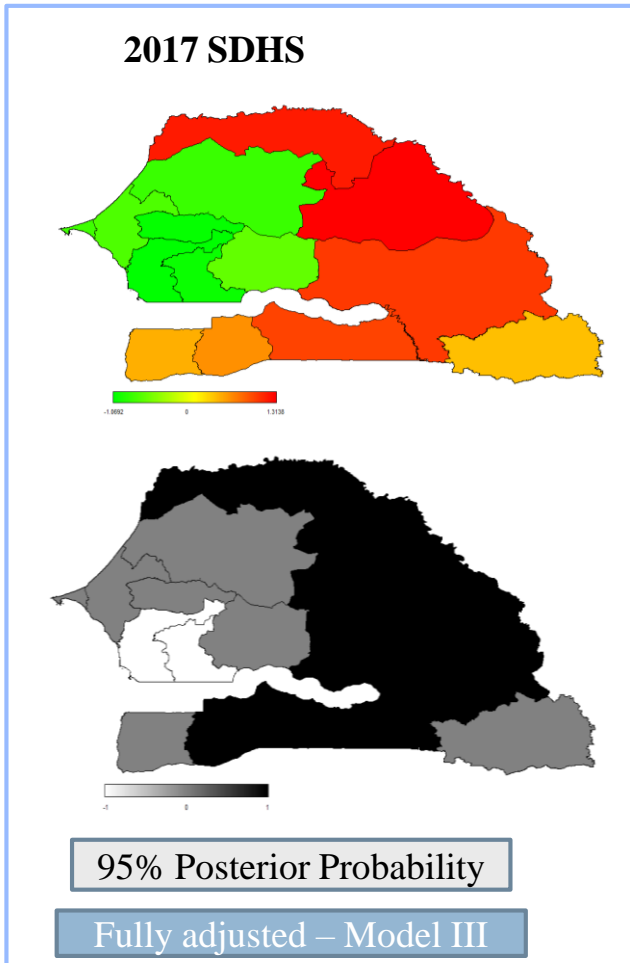 2017 SDHS
-1.0692 0 1.3138
-1 0 1
95% Posterior Probability
Fully adjusted – Model III